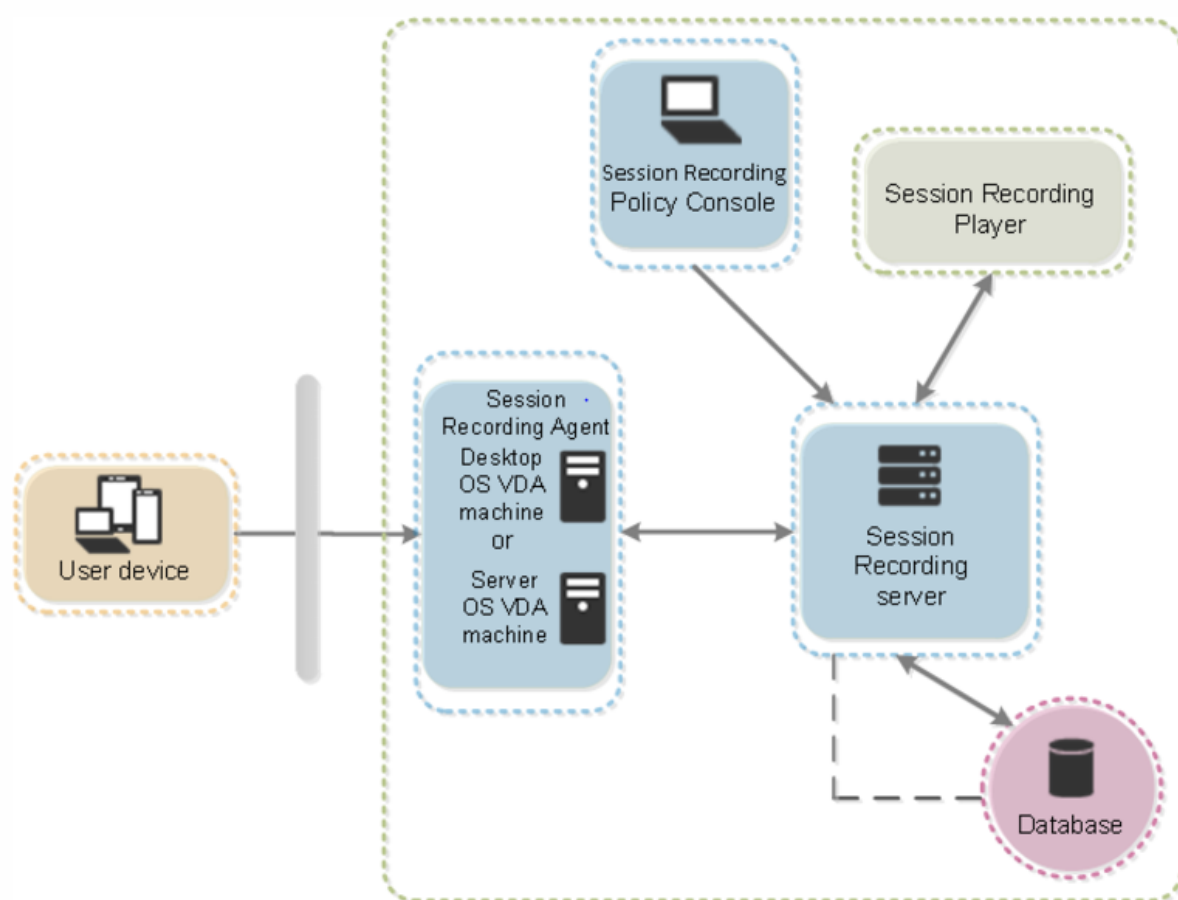 Session Recording
Policy Console
Session Recording
Player
Session
Recording Agent
Desktop
OS VDA
machine
or
Server
OS VDA
machine
User device
Session
Recording
server
Database